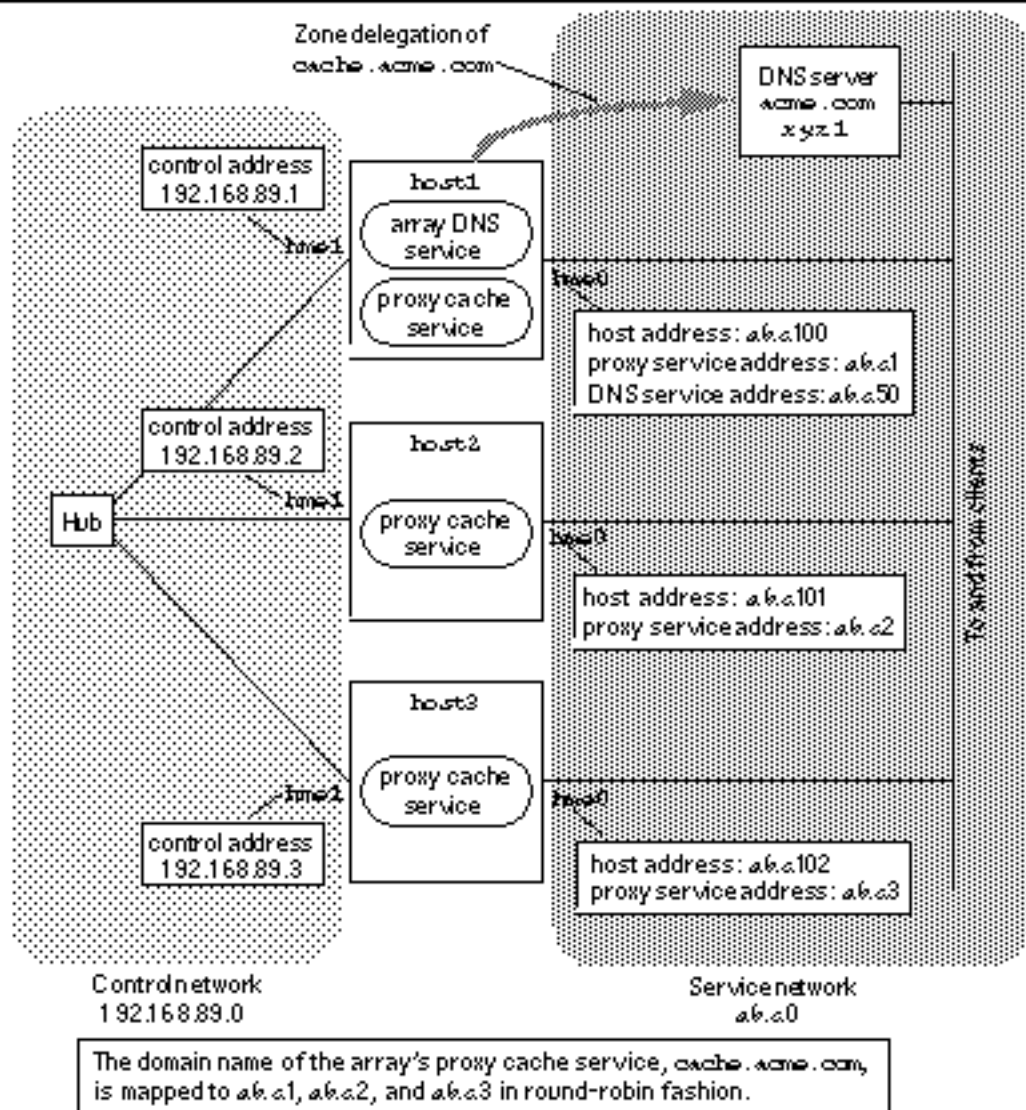 Zone delegation of
cache.acme.com
DNS server
acme.com
xyz1
control address
192.168.89.1
host1
array DNS
service
proxy cache
service
hme1
hme0
host address: a.b.c.100
proxy service address: a.b.c.1
DNS service address: a.b.c.50
control address
192.168.89.2
host2
proxy cache
service
hme1
hme0
Hub
host address: a.b.c.101
proxy service address: a.b.c.2
To and from clients
host3
proxy cache
service
hme1
hme0
control address
192.168.89.3
host address: a.b.c.102
proxy service address: a.b.c.3
Control network
192.168.89.0
Service network
a.b.c.0
The domain name of the array's proxy cache service, cache.acme.com,
is mapped to a.b.c.1, a.b.c.2, and a.b.c.3 in round-robin fashion.